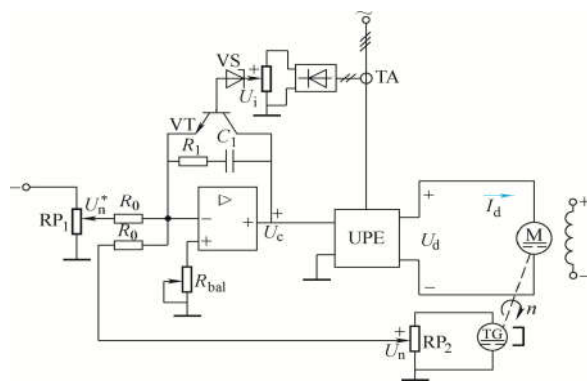 VS
+
U_i
TA
VT
R_1
C_1
−
RP_1
U_n^*
R_0
R_0
▷
−
+
+
+
U_c
R_bal
UPE
+
U_d
−
I_d
M
+
−
n
+
U_n
RP_2
TG